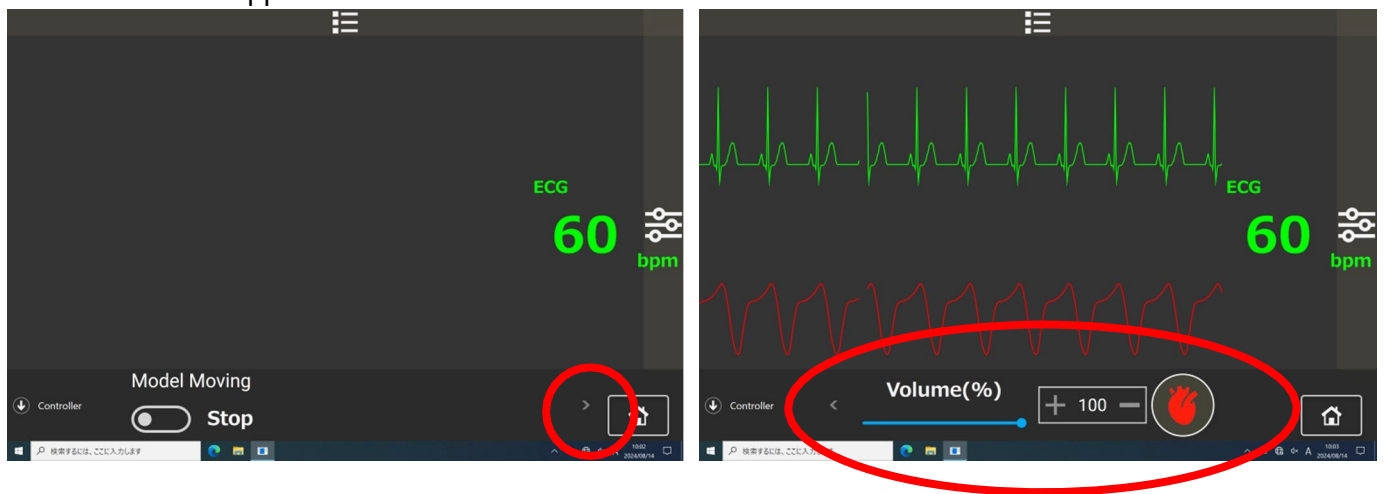 ECG
60
bpm
Model Moving
Controller
Stop
検索するには、ここに入力します
10:02
2024/08/14
ECG
60
bpm
Volume(%)
Controller
100
検索するには、ここに入力します
A
10:03
2024/08/14